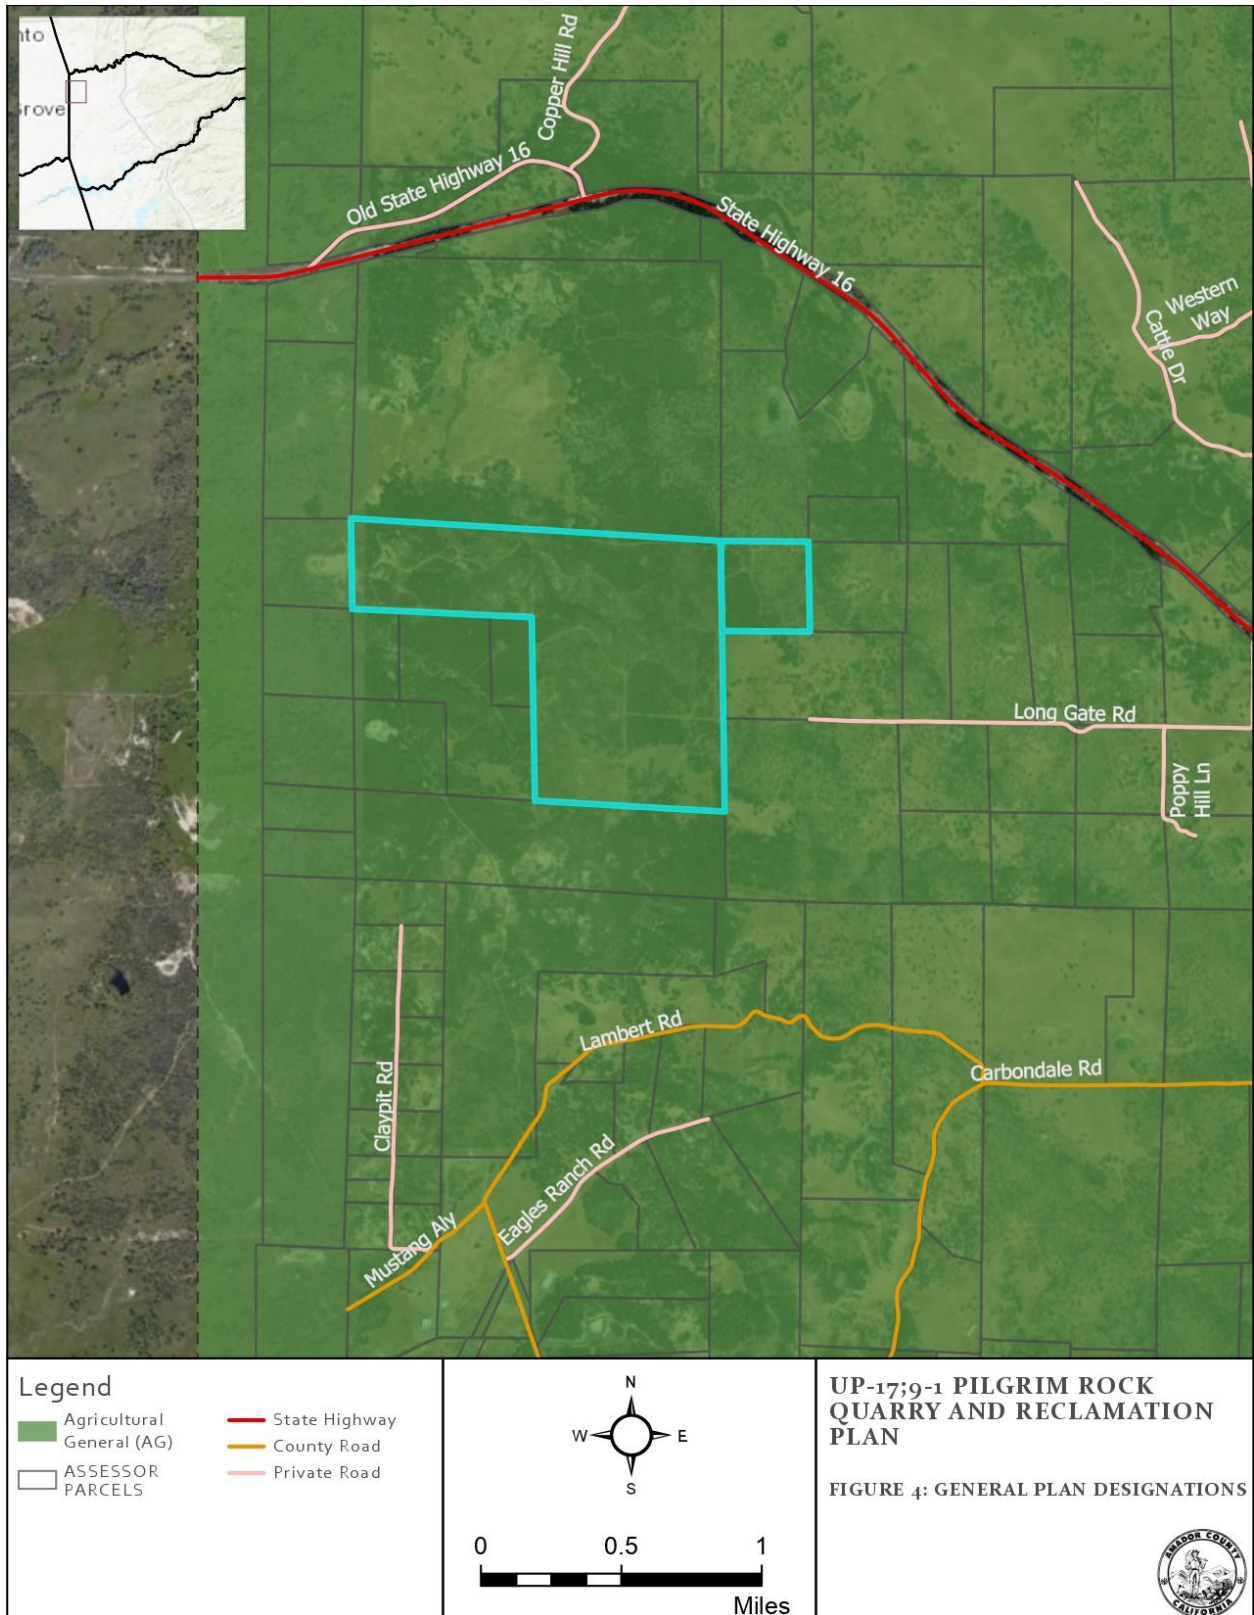 nto
Grove
Copper Hill Rd
Old State Highway 16
State Highway 16
Western
Way
Cattle Dr
Long Gate Rd
Poppy
Hill Ln
Lambert Rd
Carbondale Rd
Claypit Rd
Eagles Ranch Rd
Mustang Aly
Legend
Agricultural
General (AG)
ASSESSOR
PARCELS
State Highway
County Road
Private Road
N
W E
S
0 0.5 1
Miles
UP-17;9-1 PILGRIM ROCK
QUARRY AND RECLAMATION
PLAN
FIGURE 4: GENERAL PLAN DESIGNATIONS
AMADOR COUNTY
CALIFORNIA